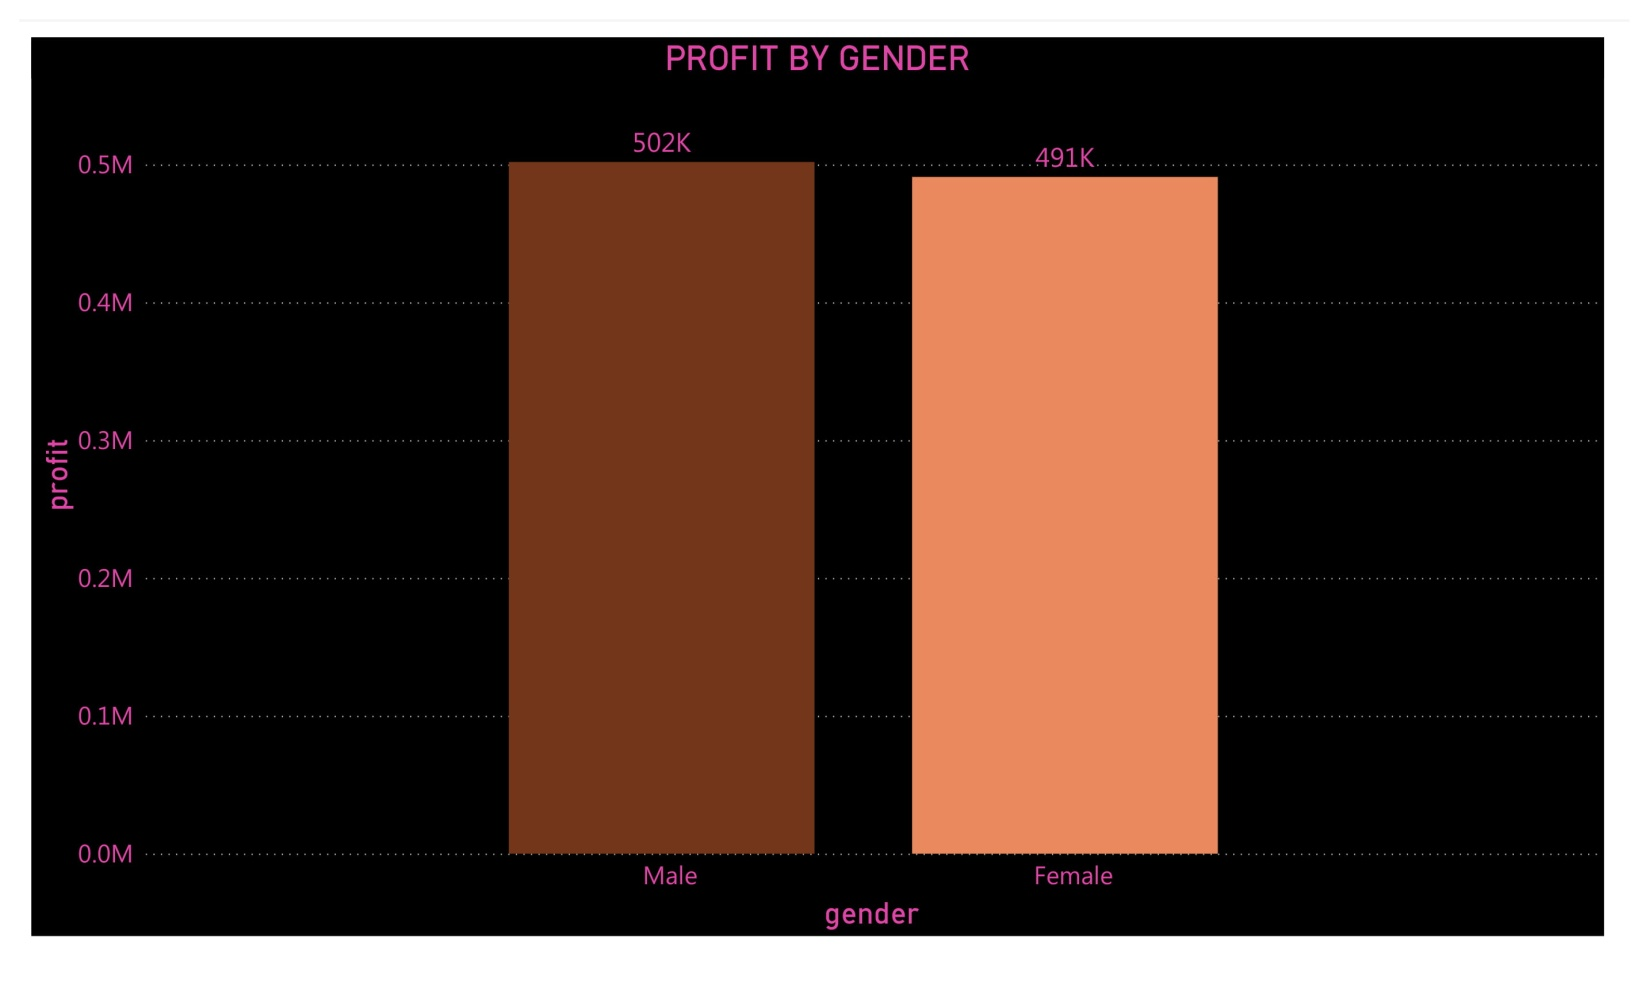 PROFIT BY GENDER
502K
491K
0.5M
0.4M
0.3M
0.2M
0.1M
0.0M
profit
Male
Female
gender